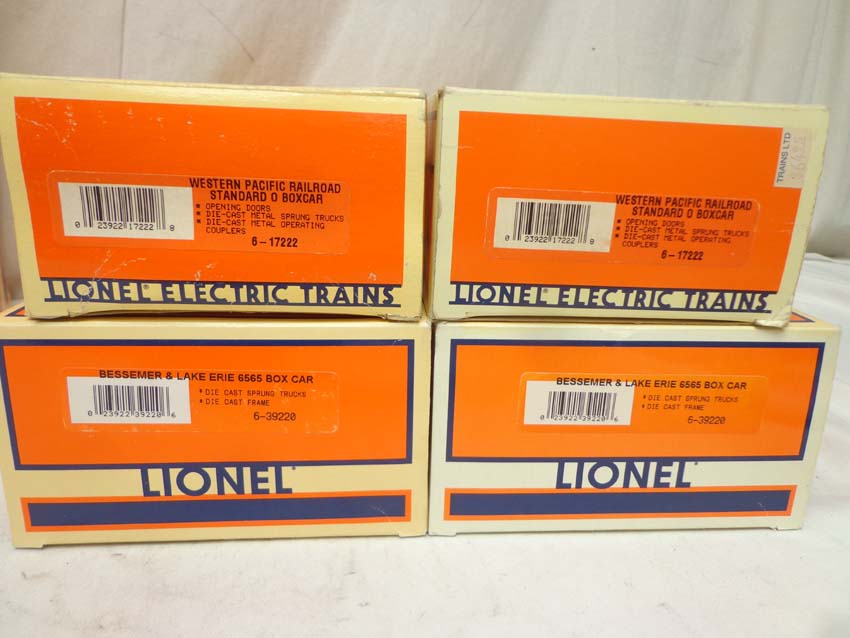 WESTERN PACIFIC RAILROAD
STANDARD O BOXCAR
* OPENING DOORS
* DIE-CAST METAL SPRUNG TRUCKS
* DIE-CAST METAL OPERATING
COUPLERS
0 23922 17222 8
6-17222
LIONEL® ELECTRIC TRAINS
TRAINS LTD
WESTERN PACIFIC RAILROAD
STANDARD O BOXCAR
* OPENING DOORS
* DIE-CAST METAL SPRUNG TRUCKS
* DIE-CAST METAL OPERATING
COUPLERS
0 23922 17222 8
6-17222
LIONEL® ELECTRIC TRAINS
BESSEMER & LAKE ERIE 6565 BOX CAR
* DIE CAST SPRUNG TRUCKS
* DIE CAST FRAME
0 23922 39220 6
6-39220
LIONEL®
BESSEMER & LAKE ERIE 6565 BOX CAR
* DIE CAST SPRUNG TRUCKS
* DIE CAST FRAME
0 23922 39220 6
6-39220
LIONEL®